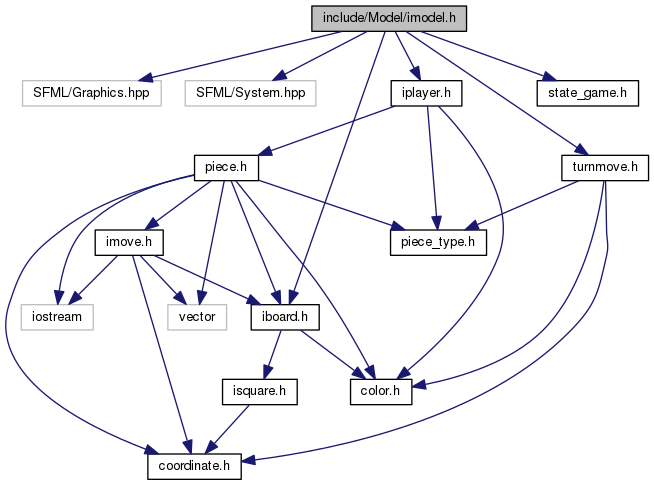 include/Model/imodel.h
SFML/Graphics.hpp
SFML/System.hpp
iplayer.h
state_game.h
piece.h
turnmove.h
imove.h
piece_type.h
iostream
vector
iboard.h
isquare.h
color.h
coordinate.h